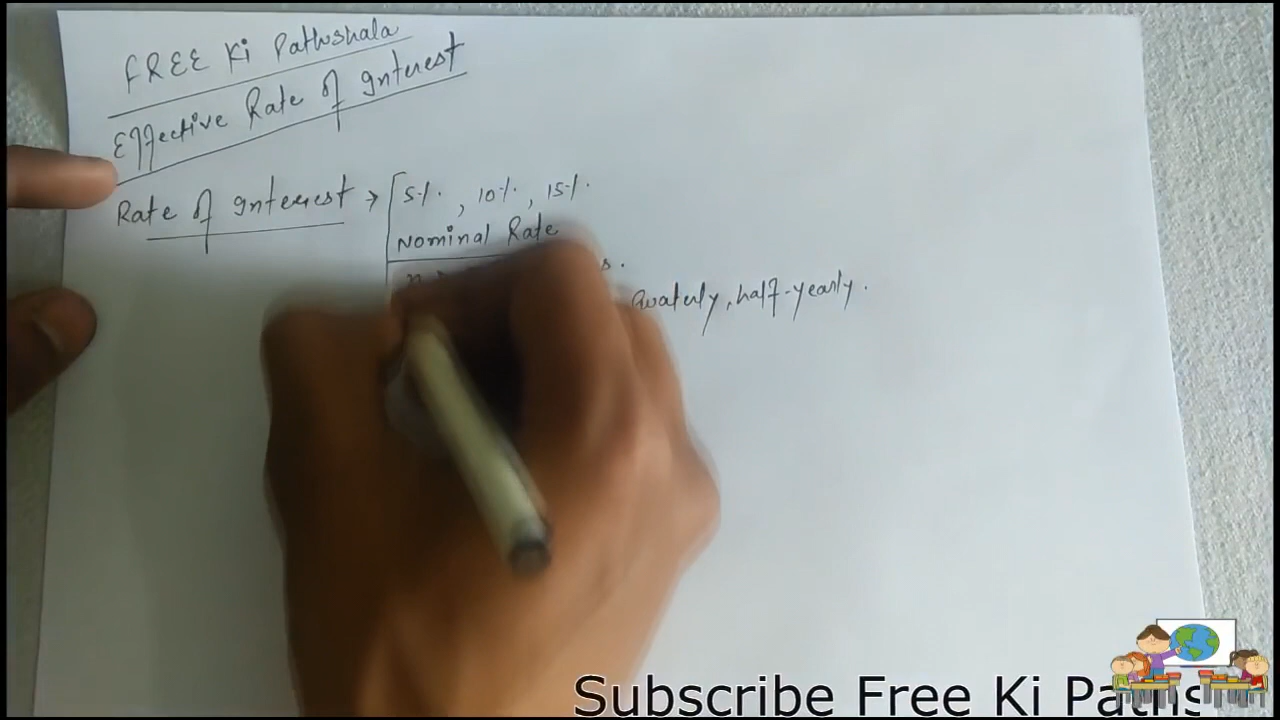 FREE Ki Pathshala
Effective Rate of Interest
Rate of Interest → 5%, 10%, 15%.
Nominal Rate
Quaterly, half-yearly.
Subscribe Free Ki Paths